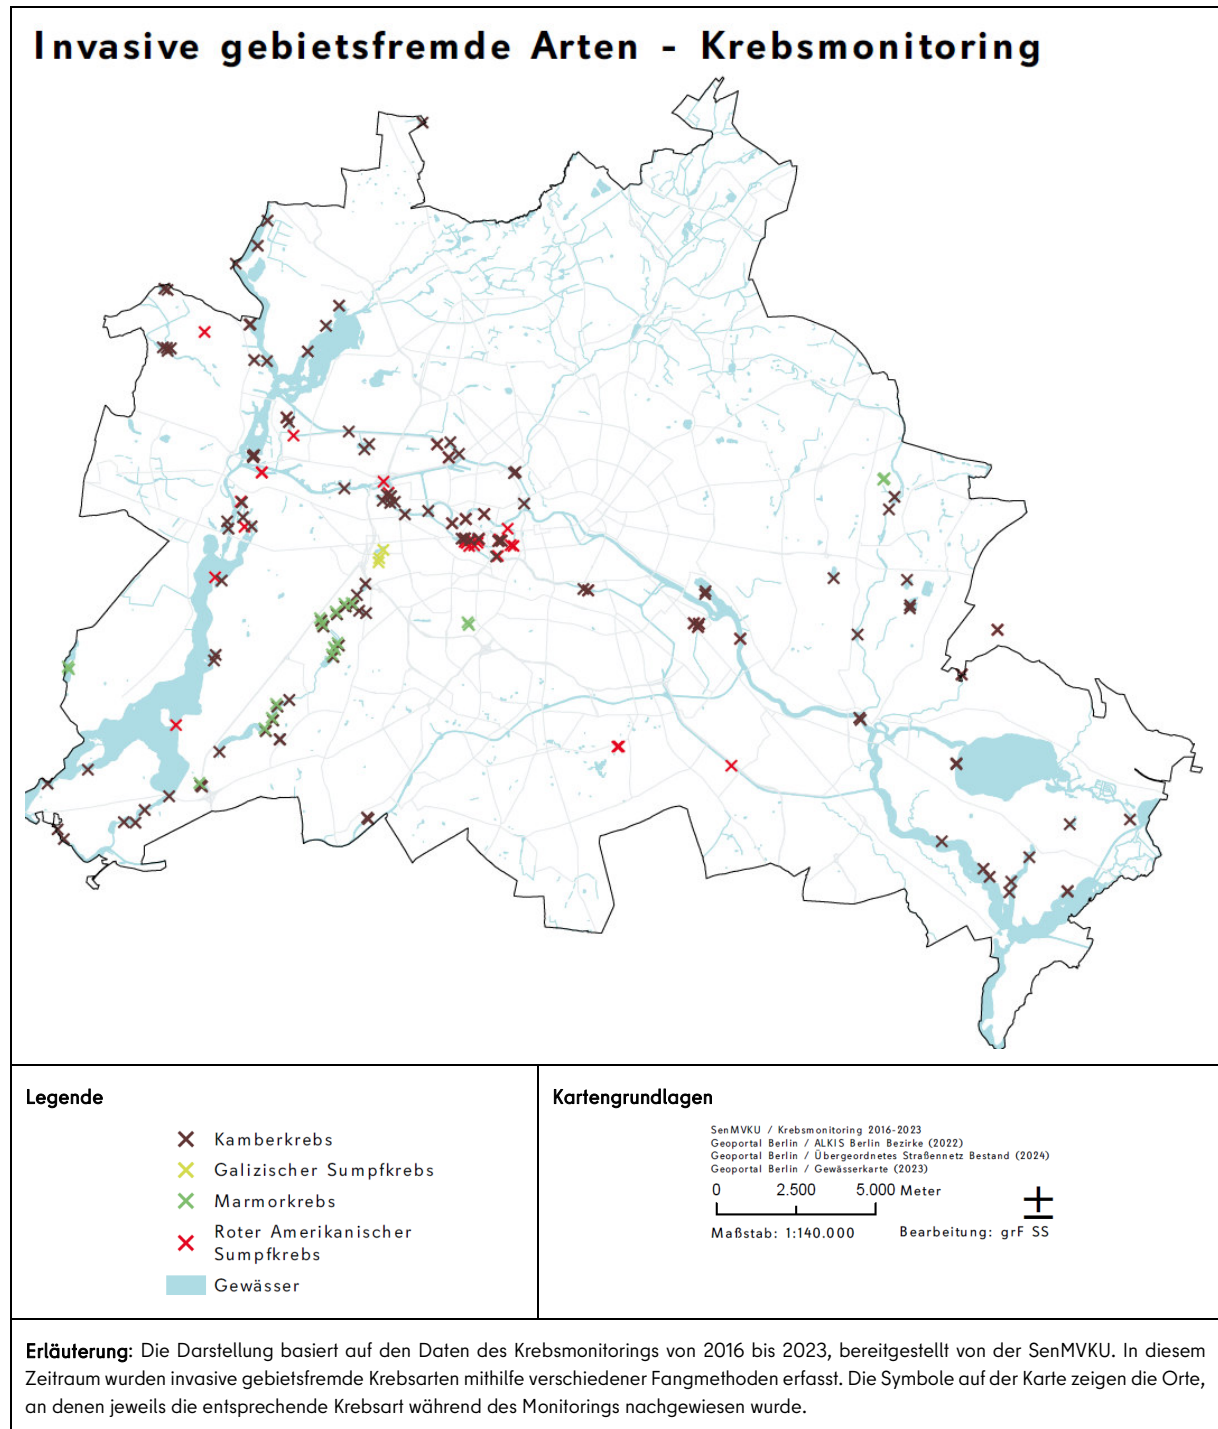 Invasive gebietsfremde Arten - Krebsmonitoring
Legende
Kamberkrebs
Galizischer Sumpfkrebs
Marmorkrebs
Roter Amerikanischer
Sumpfkrebs
Gewässer
Kartengrundlagen
SenMVKU / Krebsmonitoring 2016-2023
Geoportal Berlin / ALKIS Berlin Bezirke (2022)
Geoportal Berlin / Übergeordnetes Straßennetz Bestand (2024)
Geoportal Berlin / Gewässerkarte (2023)
0 2.500 5.000 Meter
Maßstab: 1:140.000 Bearbeitung: grF SS
Erläuterung: Die Darstellung basiert auf den Daten des Krebsmonitorings von 2016 bis 2023, bereitgestellt von der SenMVKU. In diesem
Zeitraum wurden invasive gebietsfremde Krebsarten mithilfe verschiedener Fangmethoden erfasst. Die Symbole auf der Karte zeigen die Orte,
an denen jeweils die entsprechende Krebsart während des Monitorings nachgewiesen wurde.